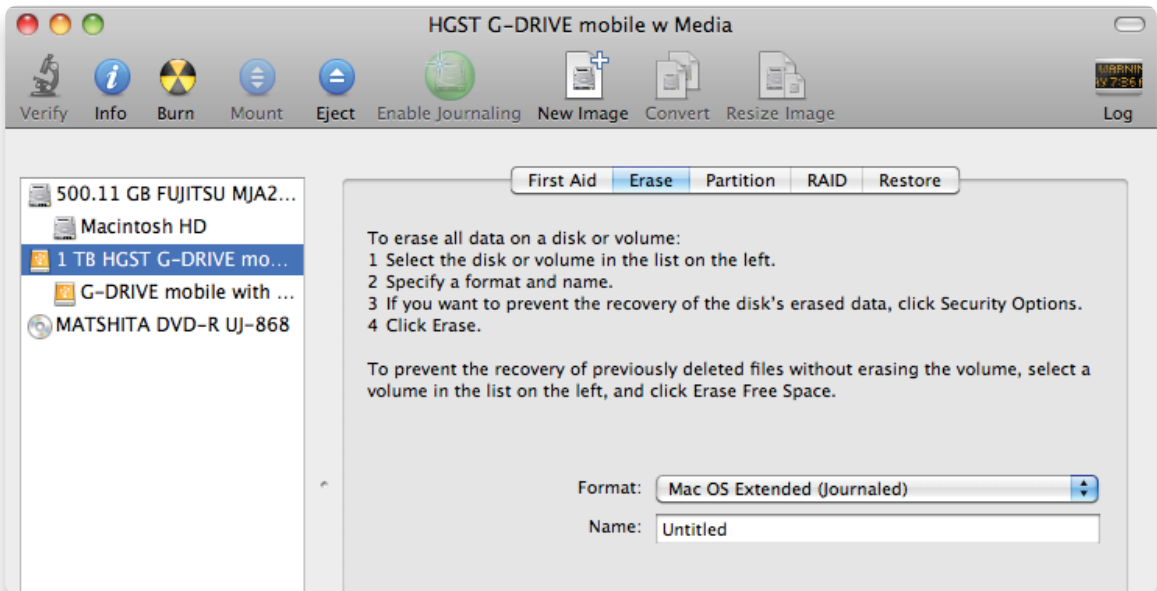 HGST G-DRIVE mobile w Media
Verify Info Burn Mount Eject Enable Journaling New Image Convert Resize Image Log
500.11 GB FUJITSU MJA2...
Macintosh HD
1 TB HGST G-DRIVE mo...
G-DRIVE mobile with ...
MATSHITA DVD-R UJ-868
First Aid Erase Partition RAID Restore
To erase all data on a disk or volume:
1 Select the disk or volume in the list on the left.
2 Specify a format and name.
3 If you want to prevent the recovery of the disk's erased data, click Security Options.
4 Click Erase.
To prevent the recovery of previously deleted files without erasing the volume, select a
volume in the list on the left, and click Erase Free Space.
Format: Mac OS Extended (Journaled)
Name: Untitled